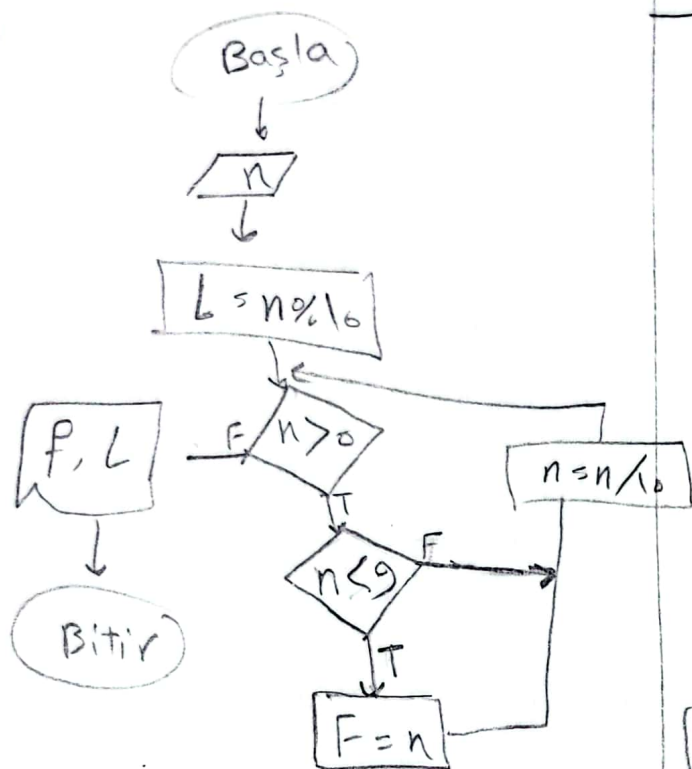 Başla
n
L = n%10
n>0
F
T
f, L
n = n/10
n<9
F
T
F = n
Bitir